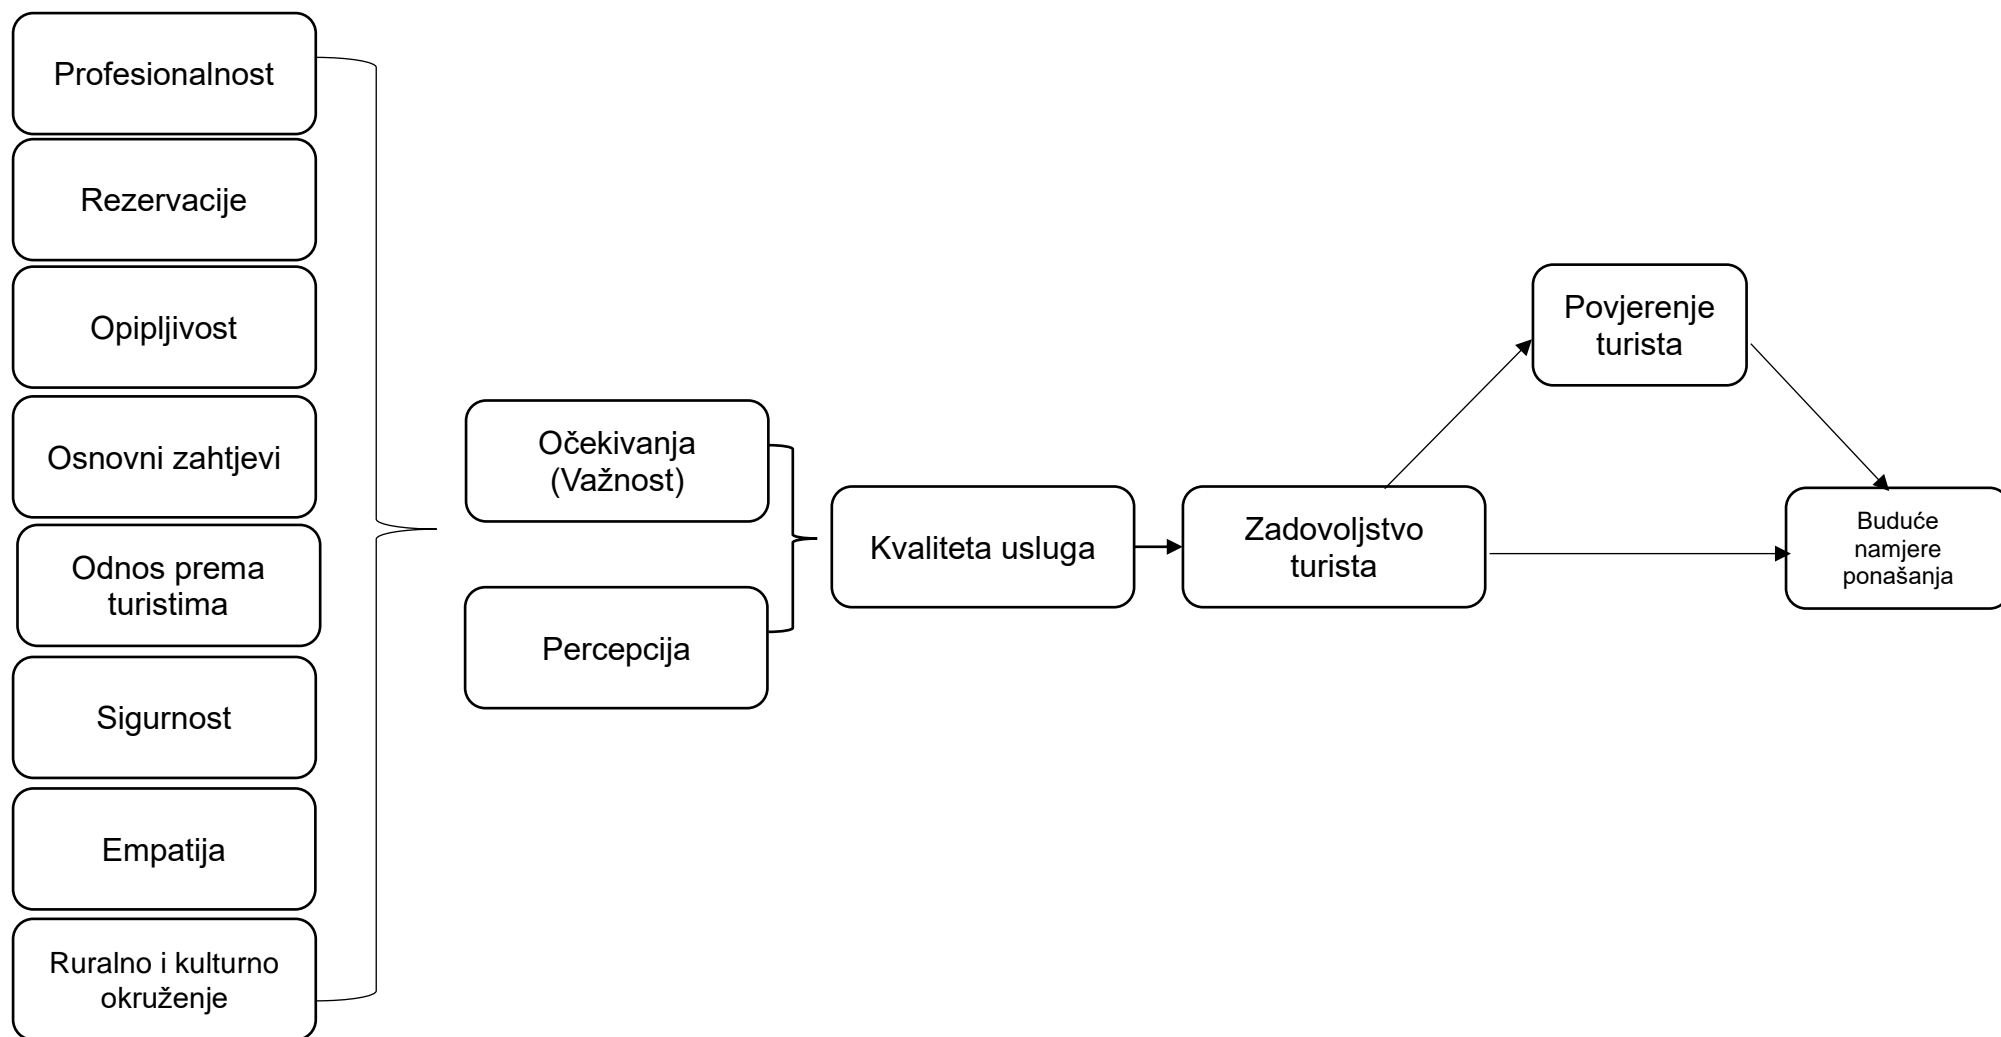 Profesionalnost
Rezervacije
Opipljivost
Osnovni zahtjevi
Odnos prema
turistima
Sigurnost
Empatija
Ruralno i kulturno
okruženje
Očekivanja
(Važnost)
Percepcija
Kvaliteta usluga
Zadovoljstvo
turista
Povjerenje
turista
Buduće
namjere
ponašanja